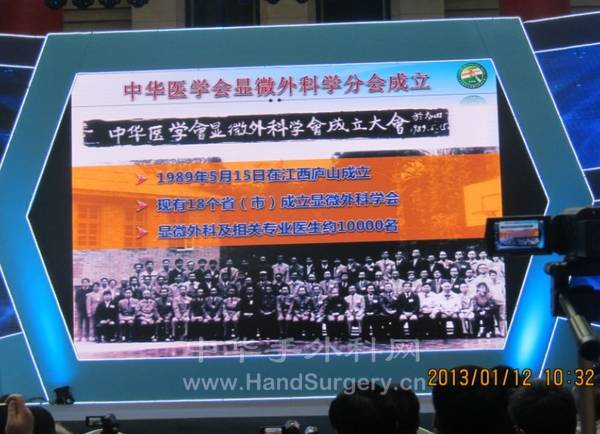 中华医学会显微外科学分会成立
中华医学会显微外科学会成立大会
1989.5.15
1989年5月15日在江西庐山成立
现有18个省（市）成立显微外科学会
显微外科及相关专业医生约10000名
中华手外科网
www.HandSurgery.cn
2013/01/12 10:32